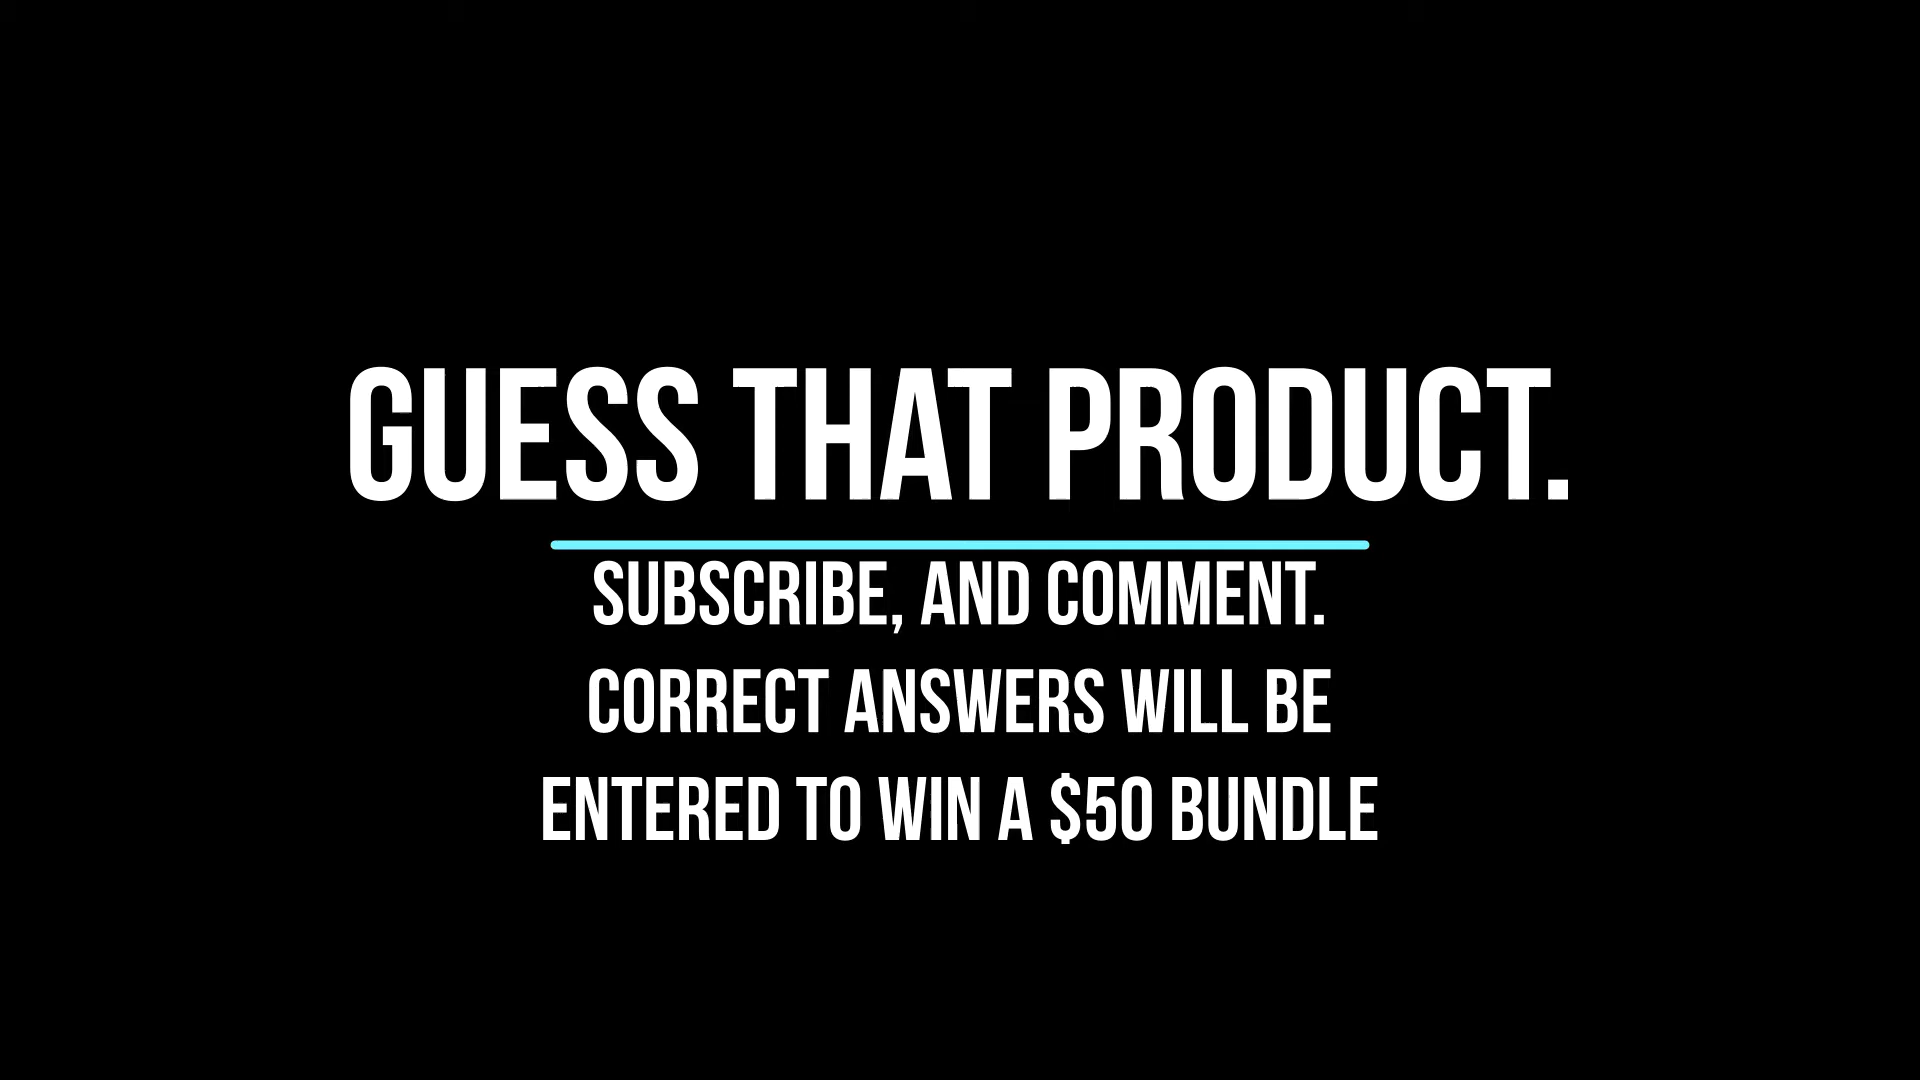 GUESS THAT PRODUCT.
SUBSCRIBE, AND COMMENT.
CORRECT ANSWERS WILL BE
ENTERED TO WIN A $50 BUNDLE